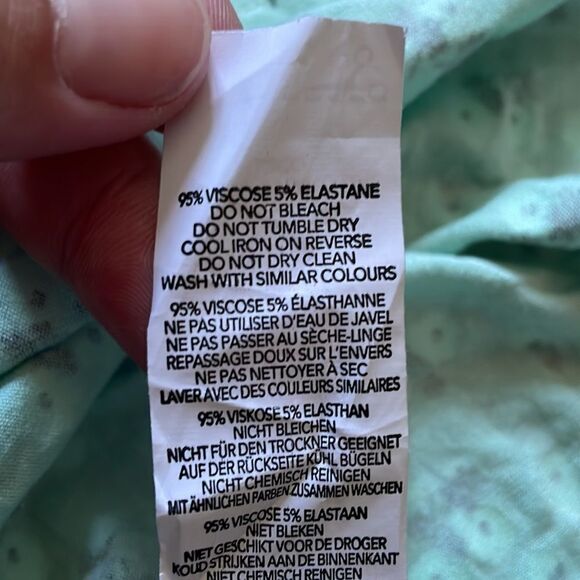 95% VISCOSE 5% ELASTANE
DO NOT BLEACH
DO NOT TUMBLE DRY
COOL IRON ON REVERSE
DO NOT DRY CLEAN
WASH WITH SIMILAR COLOURS
95% VISCOSE 5% ÉLASTHANNE
NE PAS UTILISER D'EAU DE JAVEL
NE PAS PASSER AU SÈCHE-LINGE
REPASSAGE DOUX SUR L'ENVERS
NE PAS NETTOYER À SEC
LAVER AVEC DES COULEURS SIMILAIRES
95% VISKOSE 5% ELASTHAN
NICHT BLEICHEN
NICHT FÜR DEN TROCKNER GEEIGNET
AUF DER RÜCKSEITE KÜHL BÜGELN
NICHT CHEMISCH REINIGEN
MIT ÄHNLICHEN FARBEN ZUSAMMEN WASCHEN
95% VISCOSE 5% ELASTAAN
NIET BLEKEN
NIET GESCHIKT VOOR DE DROGER
KOUD STRIJKEN AAN DE BINNENKANT
NIET CHEMISCH REINIGEN